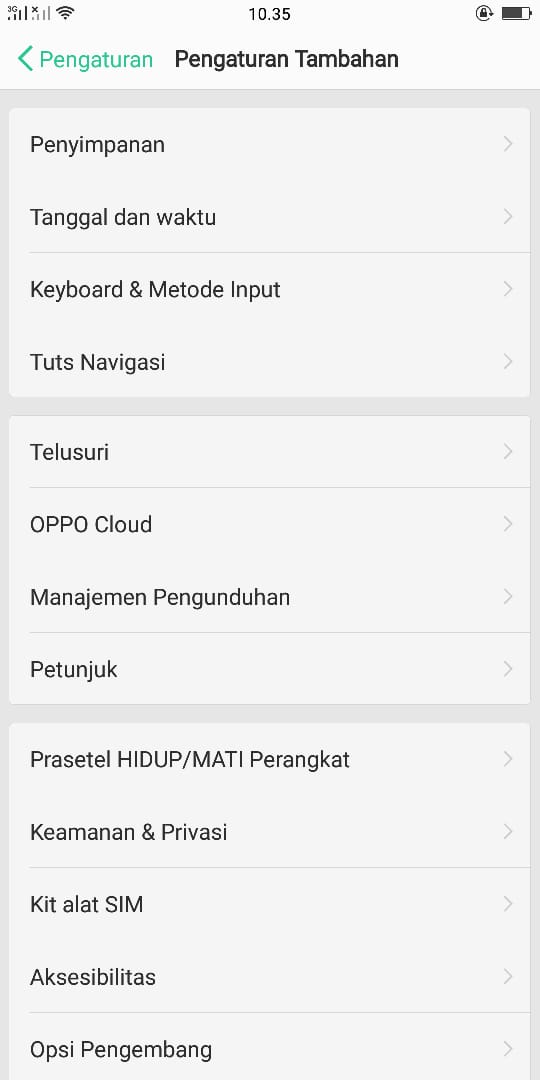 3G
10.35
Pengaturan Pengaturan Tambahan
Penyimpanan
Tanggal dan waktu
Keyboard & Metode Input
Tuts Navigasi
Telusuri
OPPO Cloud
Manajemen Pengunduhan
Petunjuk
Prasetel HIDUP/MATI Perangkat
Keamanan & Privasi
Kit alat SIM
Aksesibilitas
Opsi Pengembang